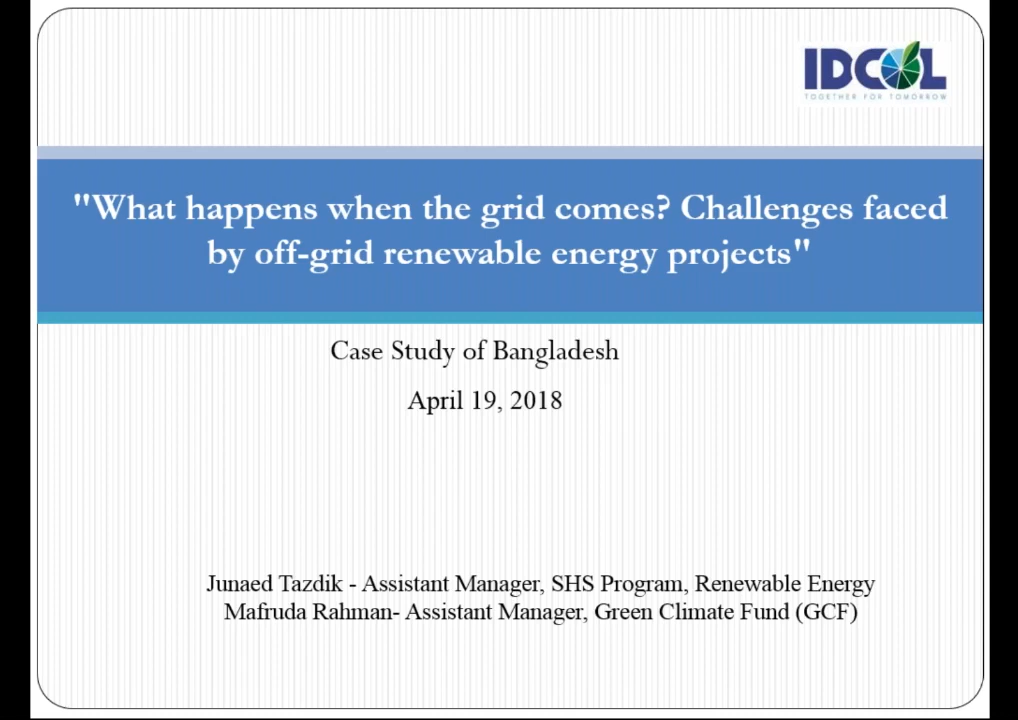 IDCOL
TOGETHER FOR TOMORROW
"What happens when the grid comes? Challenges faced
by off-grid renewable energy projects"
Case Study of Bangladesh
April 19, 2018
Junaed Tazdik - Assistant Manager, SHS Program, Renewable Energy
Mafruda Rahman- Assistant Manager, Green Climate Fund (GCF)